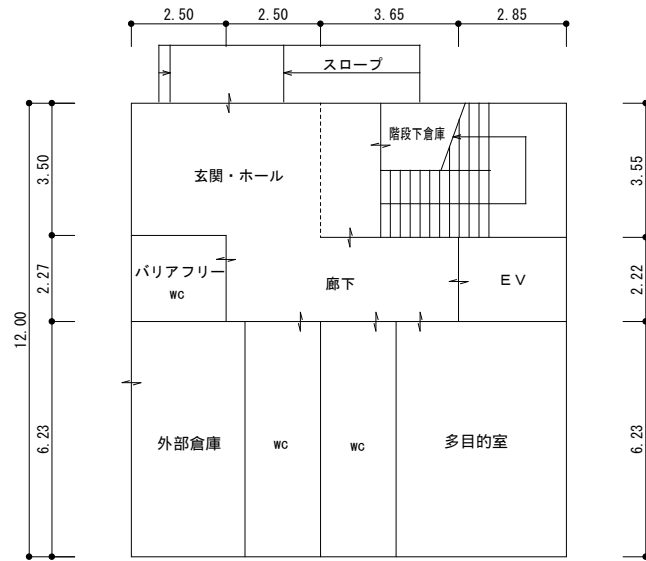 2.50 2.50 3.65 2.85
スロープ
階段下倉庫
玄関・ホール
3.50
3.55
バリアフリー
WC
廊下
EV
2.27
2.22
12.00
外部倉庫
WC
WC
多目的室
6.23
6.23